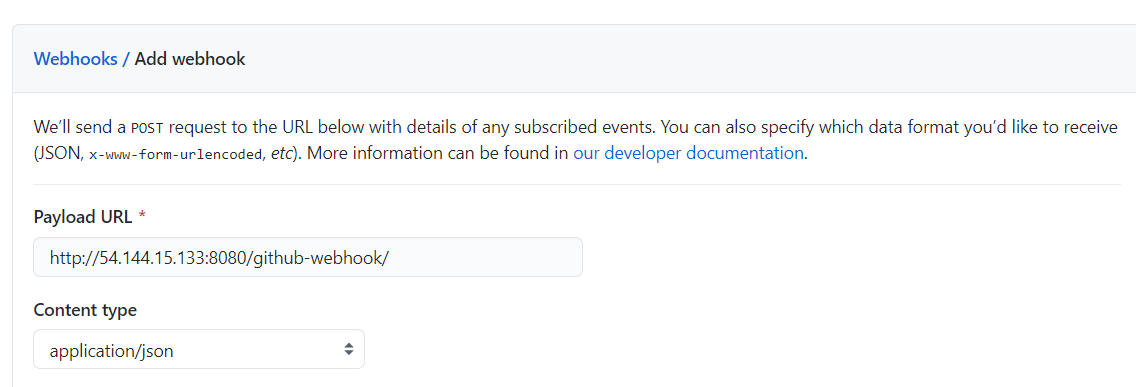 Webhooks / Add webhook
We’ll send a POST request to the URL below with details of any subscribed events. You can also specify which data format you’d like to receive
(JSON, x-www-form-urlencoded, etc). More information can be found in our developer documentation.
Payload URL *
http://54.144.15.133:8080/github-webhook/
Content type
application/json